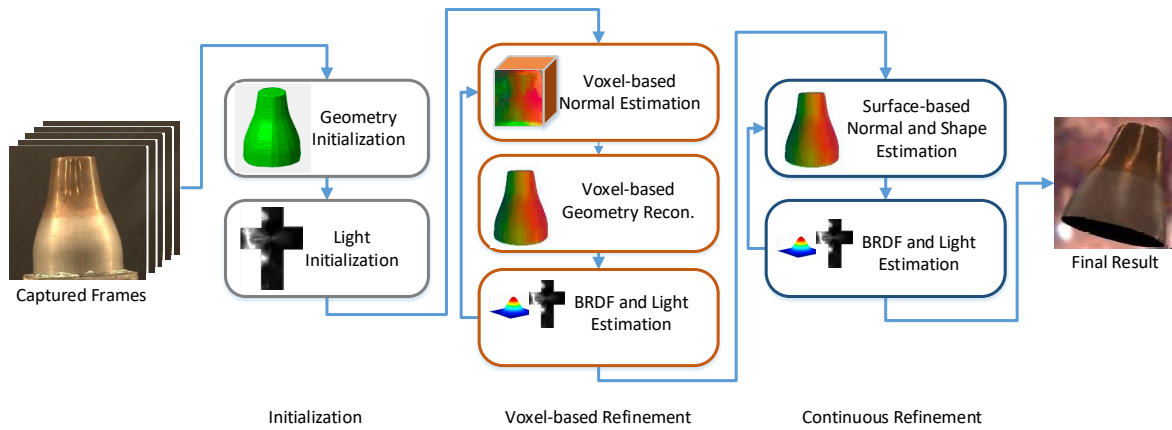 Captured Frames
Geometry
Initialization
Light
Initialization
Initialization
Voxel-based
Normal Estimation
Voxel-based
Geometry Recon.
BRDF and Light
Estimation
Voxel-based Refinement
Surface-based
Normal and Shape
Estimation
BRDF and Light
Estimation
Continuous Refinement
Final Result